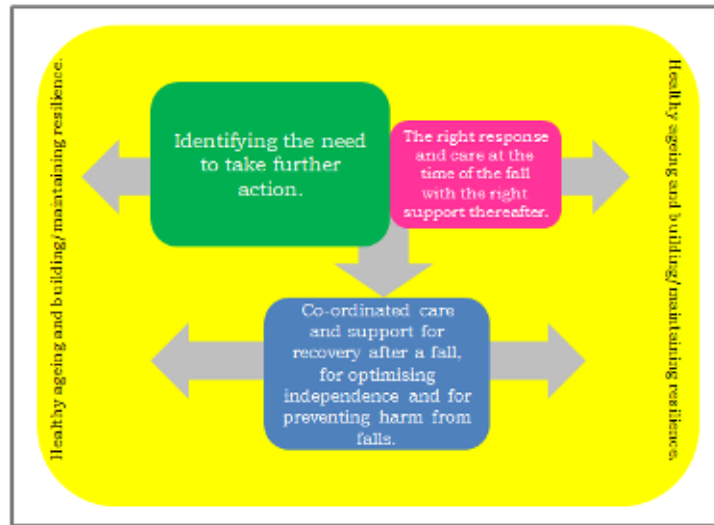 Healthy ageing and building/maintaining resilience.
Identifying the need
to take further
action.
The right response
and care at the
time of the fall
with the right
support thereafter.
Co-ordinated care
and support for
recovery after a fall,
for optimising
independence and for
preventing harm from
falls.
Healthy ageing and building/maintaining resilience.